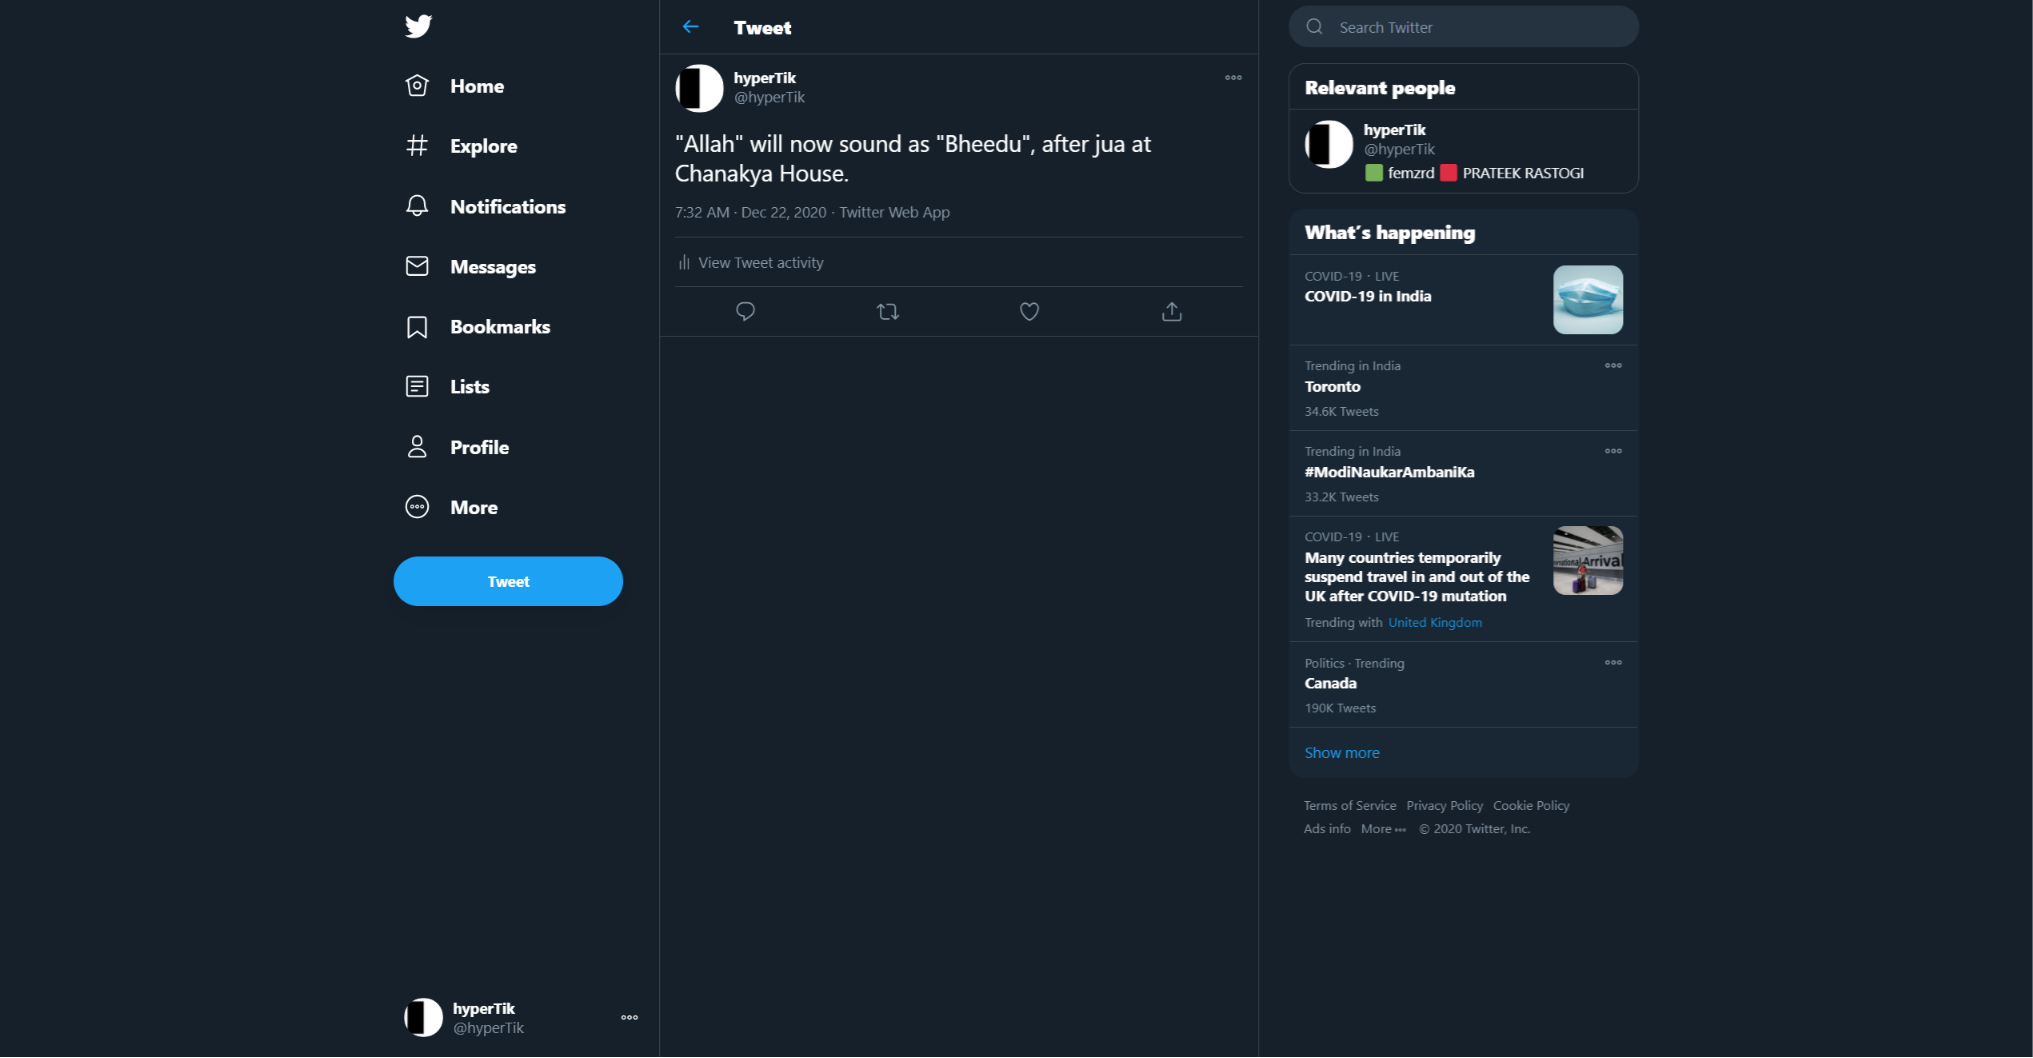 Home
Explore
Notifications
Messages
Bookmarks
Lists
Profile
More
Tweet
hyperTik
@hyperTik
Tweet
hyperTik
@hyperTik
"Allah" will now sound as "Bheedu", after jua at
Chanakya House.
7:32 AM · Dec 22, 2020 · Twitter Web App
View Tweet activity
Search Twitter
Relevant people
hyperTik
@hyperTik
🟩 femzrd 🟥 PRATEEK RASTOGI
What's happening
COVID-19 · LIVE
COVID-19 in India
Trending in India
Toronto
34.6K Tweets
Trending in India
#ModiNaukarAmbaniKa
33.2K Tweets
COVID-19 · LIVE
Many countries temporarily
suspend travel in and out of the
UK after COVID-19 mutation
Trending with United Kingdom
Politics · Trending
Canada
190K Tweets
Show more
Terms of Service Privacy Policy Cookie Policy
Ads info More ••• © 2020 Twitter, Inc.